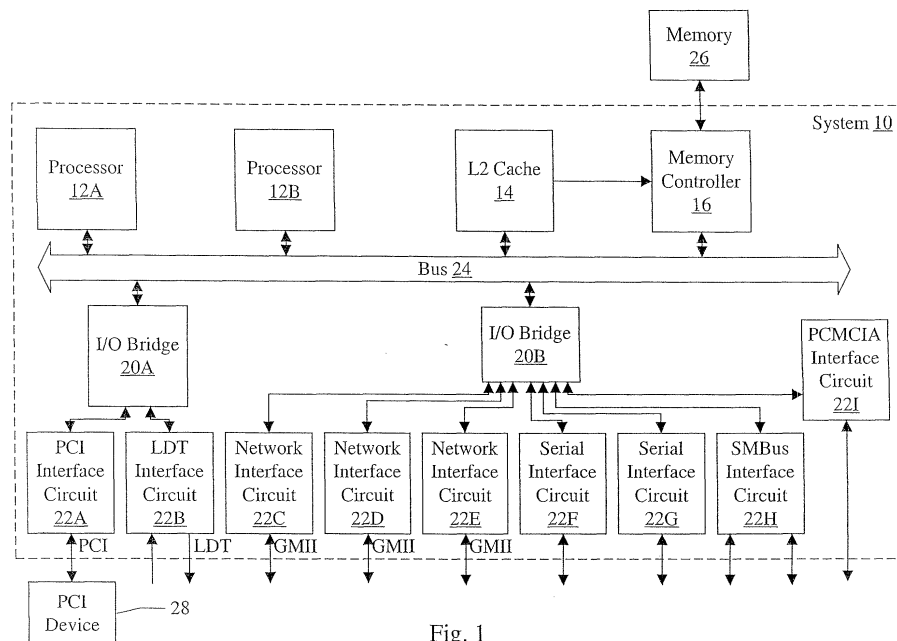 Memory
26
System 10
Processor
12A
Processor
12B
L2 Cache
14
Memory
Controller
16
Bus 24
I/O Bridge
20A
I/O Bridge
20B
PCMCIA
Interface
Circuit
22I
PCI
Interface
Circuit
22A
LDT
Interface
Circuit
22B
Network
Interface
Circuit
22C
Network
Interface
Circuit
22D
Network
Interface
Circuit
22E
Serial
Interface
Circuit
22F
Serial
Interface
Circuit
22G
SMBus
Interface
Circuit
22H
PCI
LDT
GMII
GMII
GMII
PCI
Device
28
Fig. 1